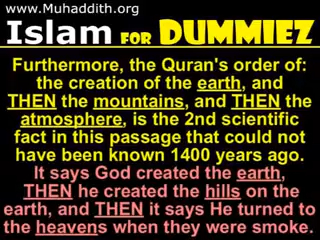 www.Muhaddith.org
Islam FOR DUMMIEZ
Furthermore, the Quran's order of:
the creation of the earth, and
THEN the mountains, and THEN the
atmosphere, is the 2nd scientific
fact in this passage that could not
have been known 1400 years ago.
It says God created the earth,
THEN he created the hills on the
earth, and THEN it says He turned to
the heavens when they were smoke.